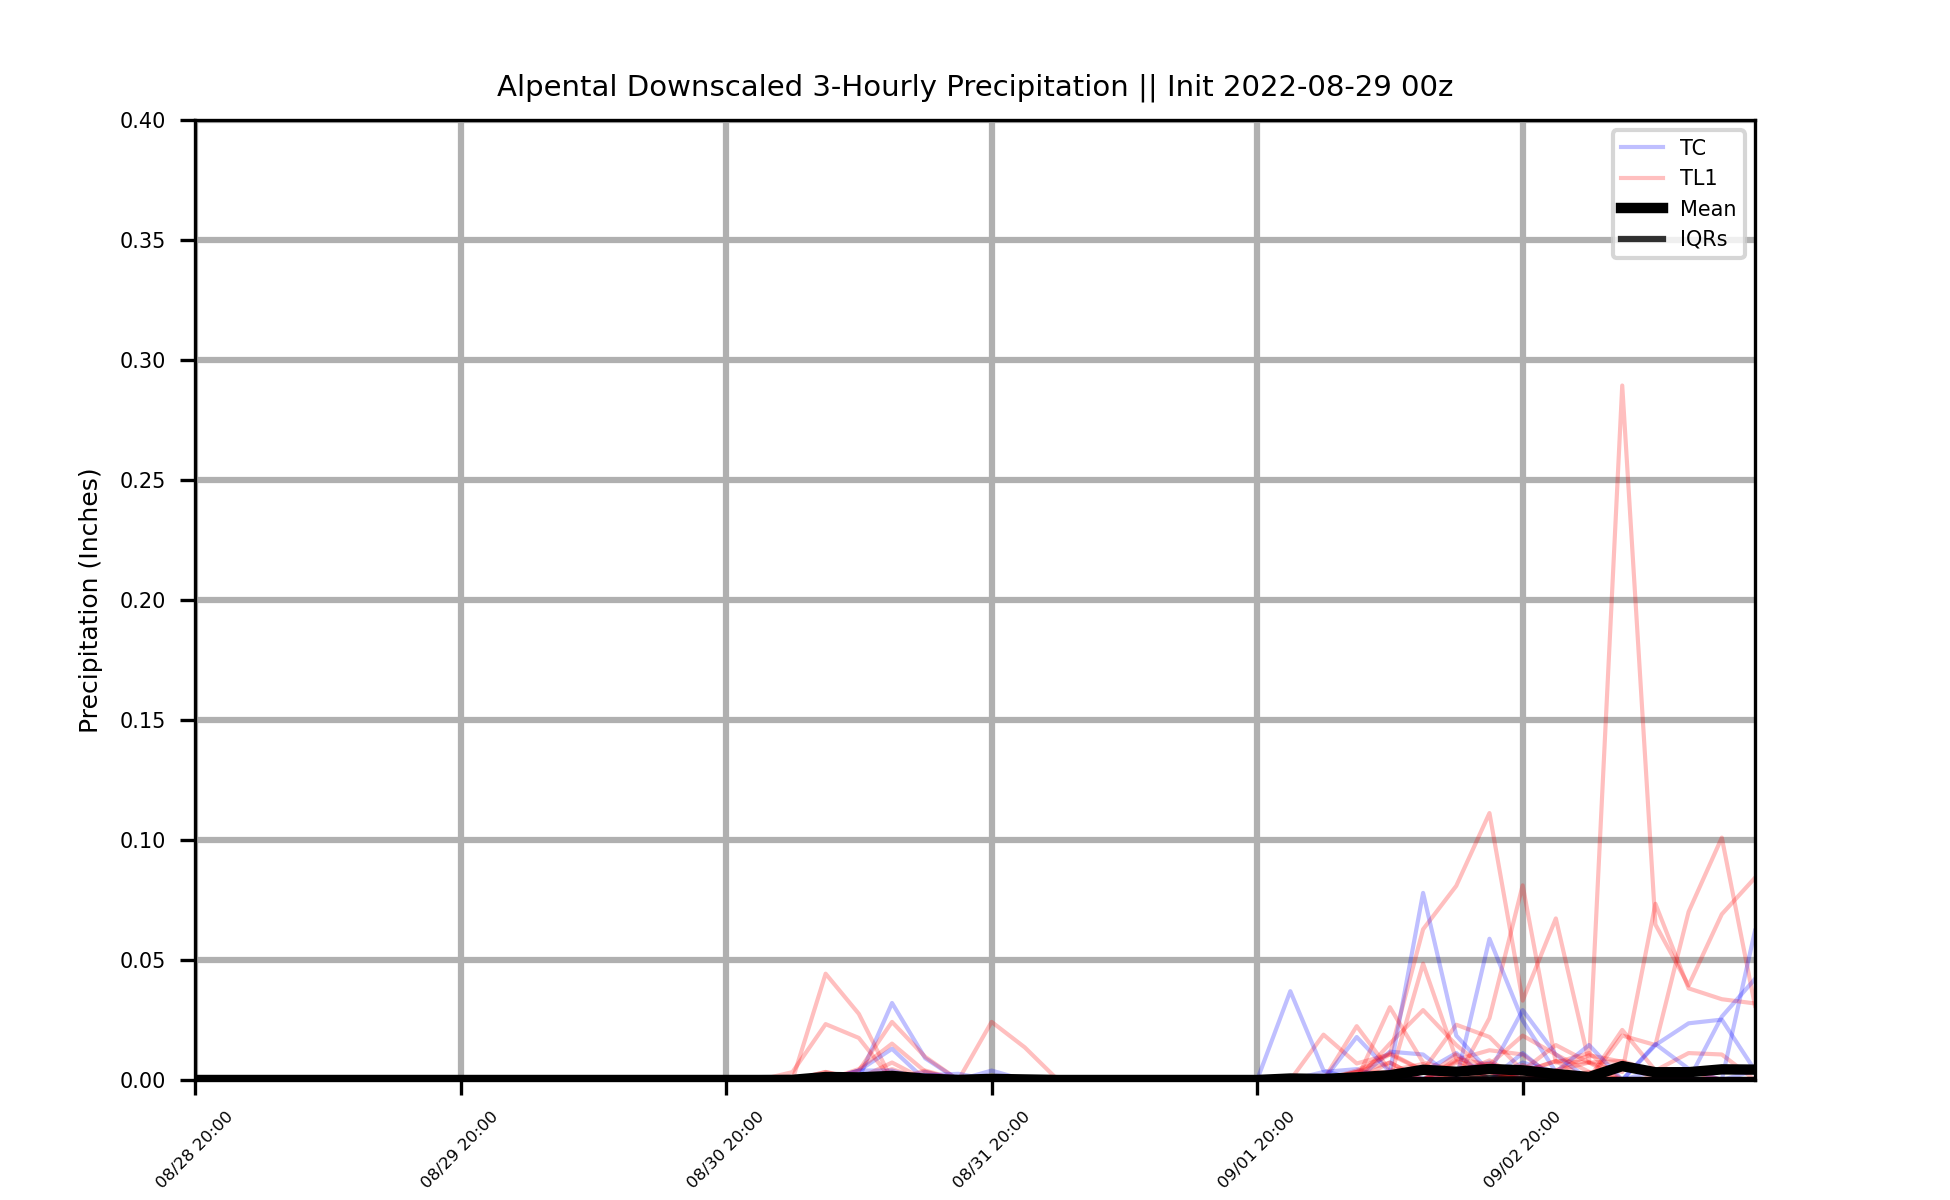 Alpental Downscaled 3-Hourly Precipitation || Init 2022-08-29 00z
TC
TL1
Mean
IQRs
Precipitation (Inches)
0.40
0.35
0.30
0.25
0.20
0.15
0.10
0.05
0.00
08/28 20:00
08/29 20:00
08/30 20:00
08/31 20:00
09/01 20:00
09/02 20:00